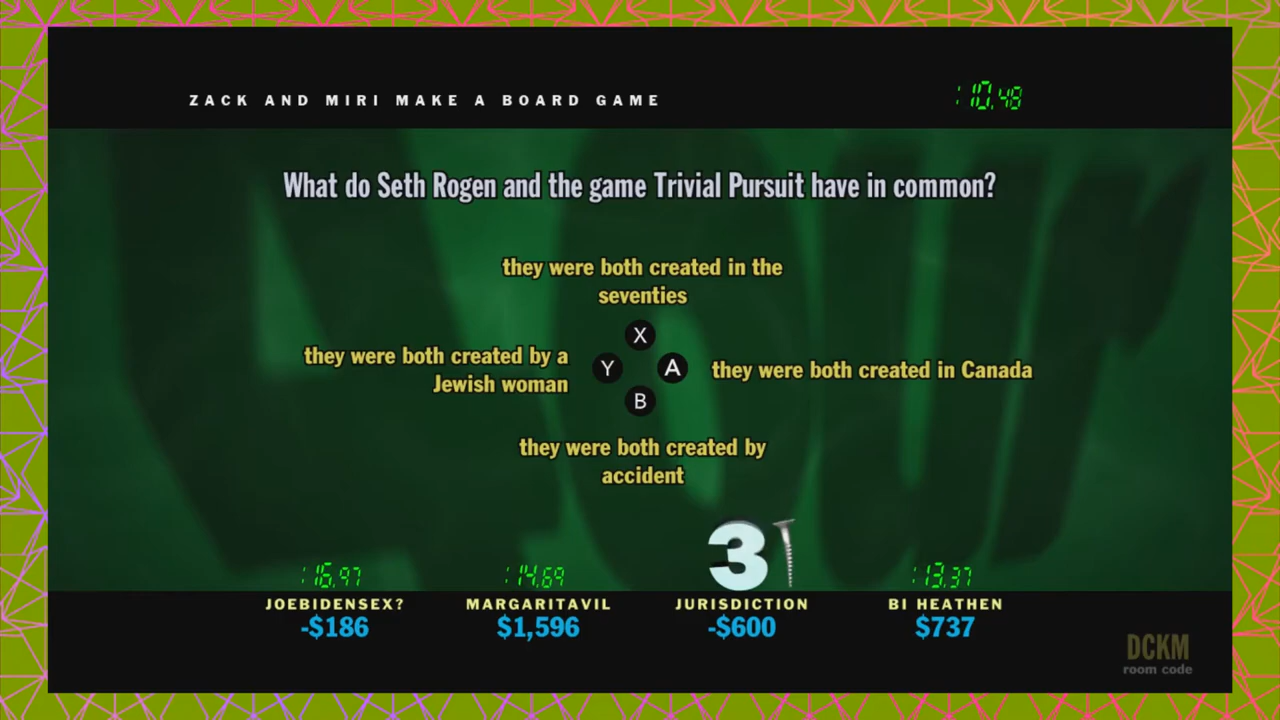 ZACK AND MIRI MAKE A BOARD GAME
:10.48
What do Seth Rogen and the game Trivial Pursuit have in common?
they were both created in the
seventies
X
they were both created by a
Jewish woman
Y
A
they were both created in Canada
B
they were both created by
accident
3
:16.97
:14.69
:13.37
JOEBIDENSEX?
MARGARITAVIL
JURISDICTION
BI HEATHEN
-$186
$1,596
-$600
$737
DCKM
room code